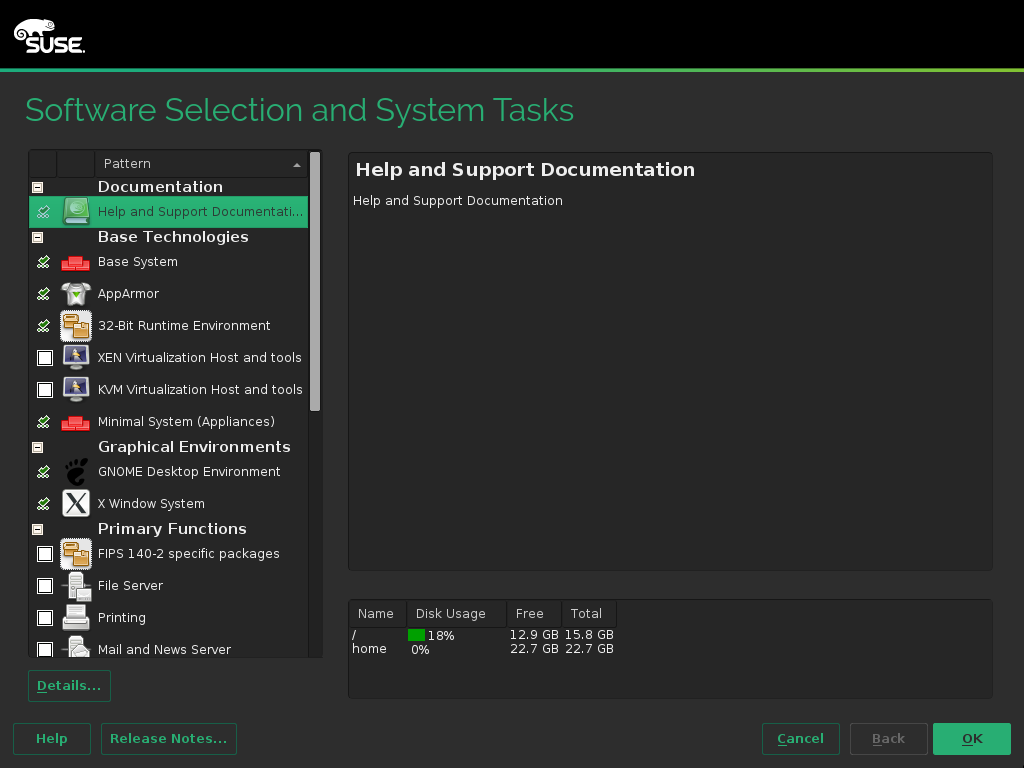 SUSE.
Software Selection and System Tasks
Pattern
Documentation
Help and Support Documentati...
Base Technologies
Base System
AppArmor
32-Bit Runtime Environment
XEN Virtualization Host and tools
KVM Virtualization Host and tools
Minimal System (Appliances)
Graphical Environments
GNOME Desktop Environment
X Window System
Primary Functions
FIPS 140-2 specific packages
File Server
Printing
Mail and News Server
Details...
Help and Support Documentation
Help and Support Documentation
Name Disk Usage Free Total
/ 18% 12.9 GB 15.8 GB
home 0% 22.7 GB 22.7 GB
Help Release Notes... Cancel Back OK